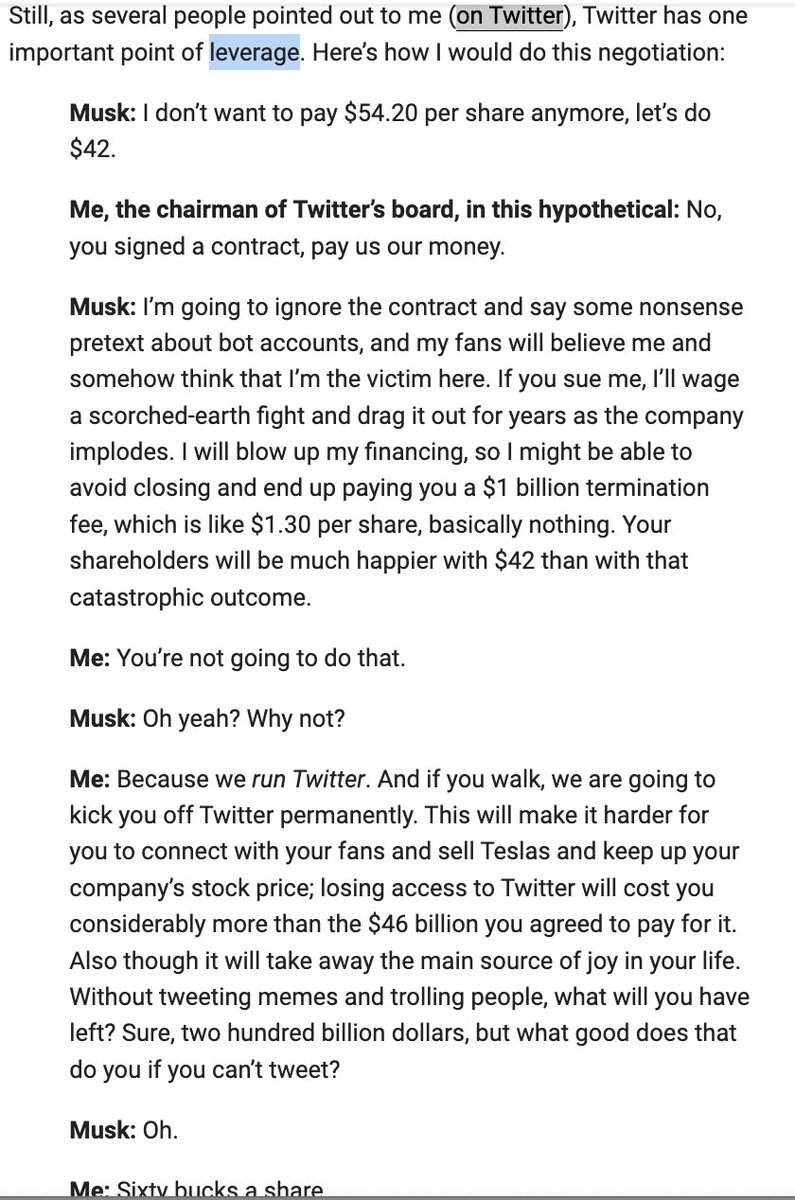 Still, as several people pointed out to me (on Twitter), Twitter has one
important point of leverage. Here’s how I would do this negotiation:
Musk: I don’t want to pay $54.20 per share anymore, let’s do
$42.
Me, the chairman of Twitter’s board, in this hypothetical: No,
you signed a contract, pay us our money.
Musk: I’m going to ignore the contract and say some nonsense
pretext about bot accounts, and my fans will believe me and
somehow think that I’m the victim here. If you sue me, I’ll wage
a scorched-earth fight and drag it out for years as the company
implodes. I will blow up my financing, so I might be able to
avoid closing and end up paying you a $1 billion termination
fee, which is like $1.30 per share, basically nothing. Your
shareholders will be much happier with $42 than with that
catastrophic outcome.
Me: You’re not going to do that.
Musk: Oh yeah? Why not?
Me: Because we run Twitter. And if you walk, we are going to
kick you off Twitter permanently. This will make it harder for
you to connect with your fans and sell Teslas and keep up your
company’s stock price; losing access to Twitter will cost you
considerably more than the $46 billion you agreed to pay for it.
Also though it will take away the main source of joy in your life.
Without tweeting memes and trolling people, what will you have
left? Sure, two hundred billion dollars, but what good does that
do you if you can’t tweet?
Musk: Oh.
Me: Sixty bucks a share